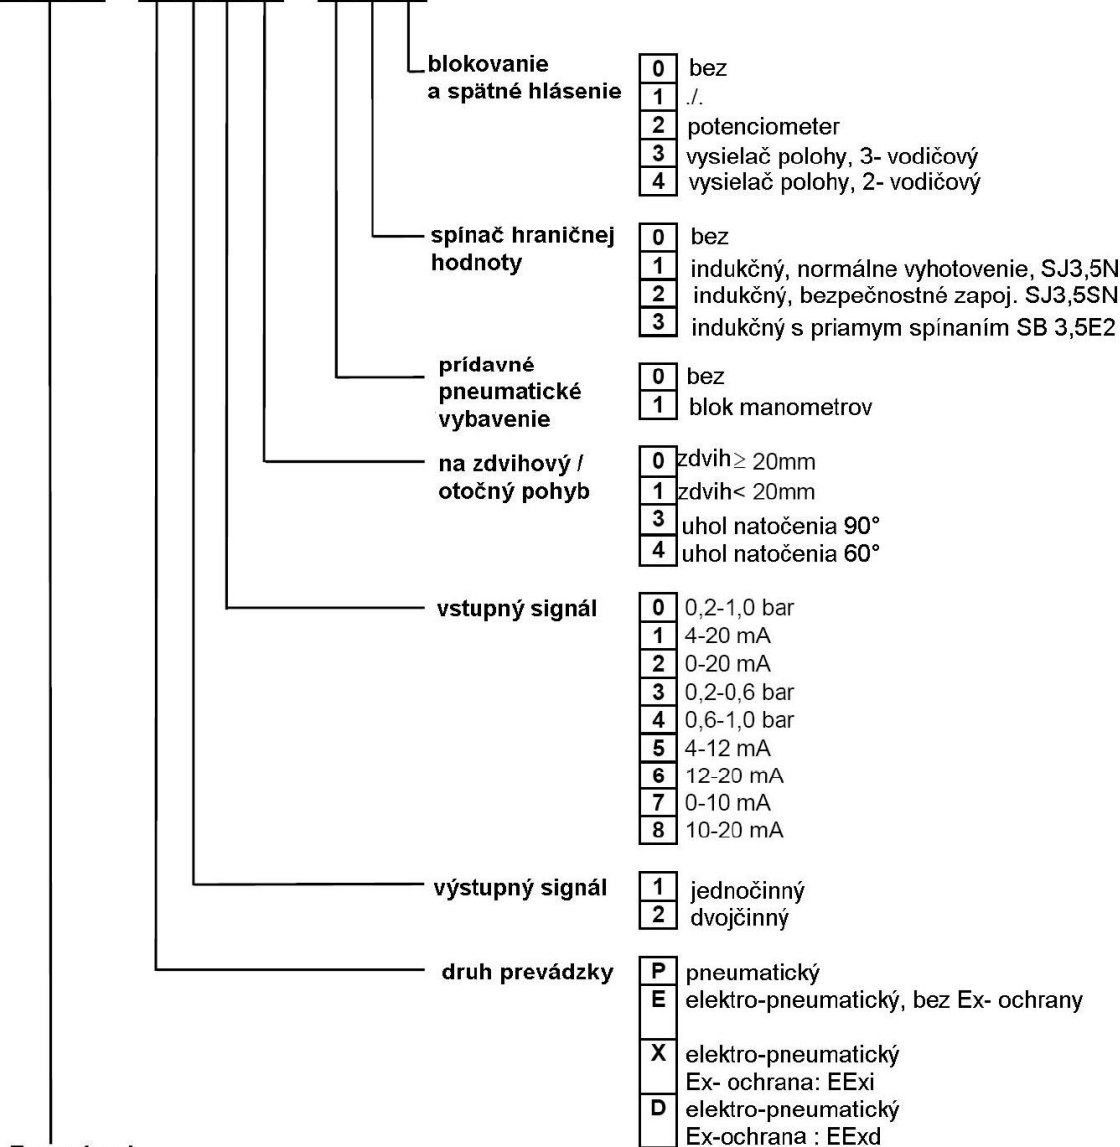 blokovanie
a spätné hlásenie
0 bez
1 ./.
2 potenciometer
3 vysielač polohy, 3- vodičový
4 vysielač polohy, 2- vodičový
spínač hraničnej
hodnoty
0 bez
1 indukčný, normálne vyhotovenie, SJ3,5N
2 indukčný, bezpečnostné zapoj. SJ3,5SN
3 indukčný s priamym spínaním SB 3,5E2
prídavné
pneumatické
vybavenie
0 bez
1 blok manometrov
na zdvihový /
otočný pohyb
0 zdvih ≥ 20mm
1 zdvih< 20mm
3 uhol natočenia 90°
4 uhol natočenia 60°
vstupný signál
0 0,2-1,0 bar
1 4-20 mA
2 0-20 mA
3 0,2-0,6 bar
4 0,6-1,0 bar
5 4-12 mA
6 12-20 mA
7 0-10 mA
8 10-20 mA
výstupný signál
1 jednočinný
2 dvojčinný
druh prevádzky
P pneumatický
E elektro-pneumatický, bez Ex- ochrany
X elektro-pneumatický
Ex- ochrana: EExi
D elektro-pneumatický
Ex-ochrana : EExd